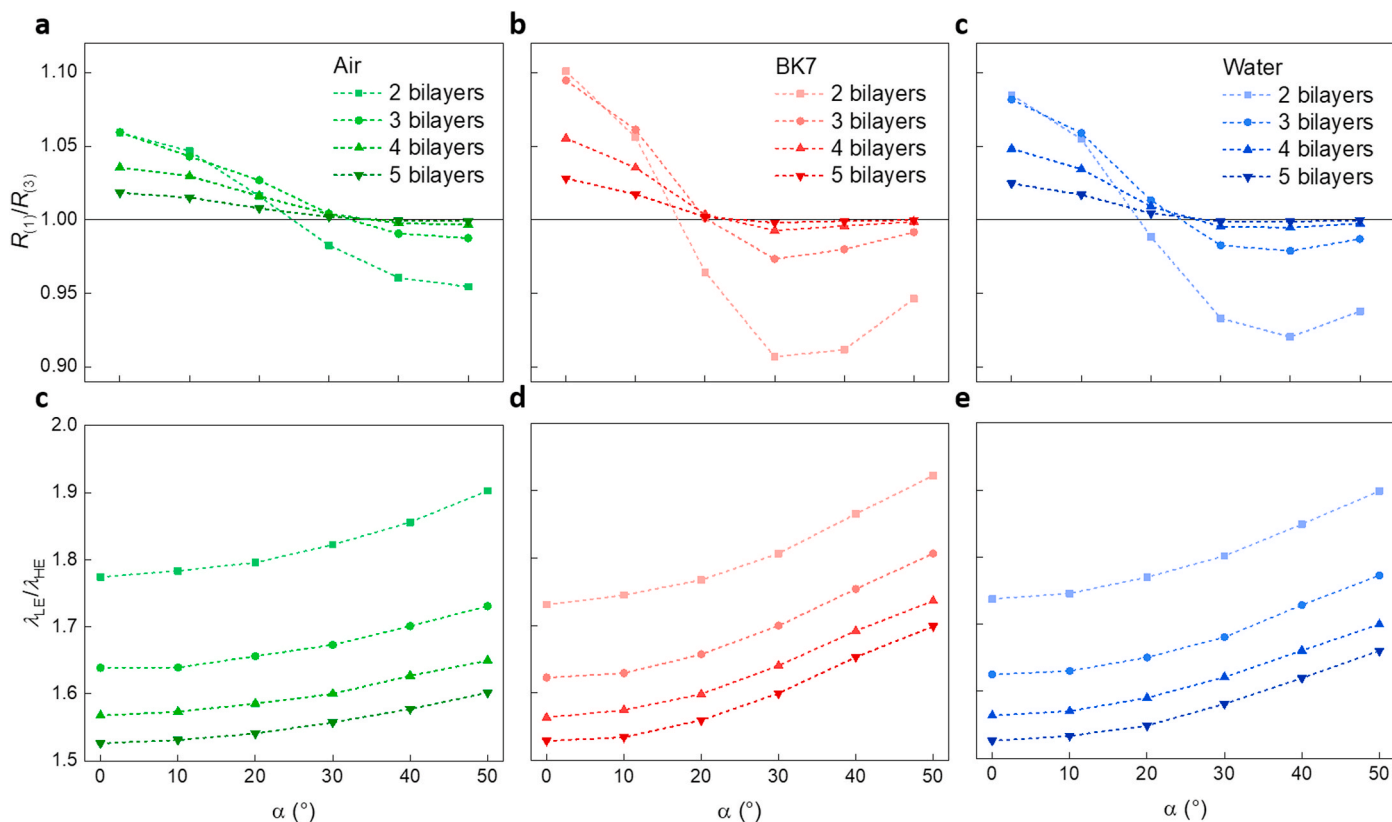 a
Air
2 bilayers
3 bilayers
4 bilayers
5 bilayers
R(1)/R(3)
1.10
1.05
1.00
0.95
0.90
b
BK7
2 bilayers
3 bilayers
4 bilayers
5 bilayers
c
Water
2 bilayers
3 bilayers
4 bilayers
5 bilayers
c
λLE/λHE
2.0
1.9
1.8
1.7
1.6
1.5
0 10 20 30 40 50
α (°)
d
0 10 20 30 40 50
α (°)
e
0 10 20 30 40 50
α (°)